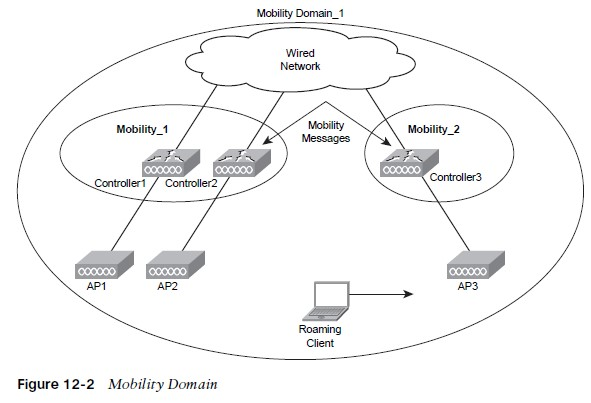 Mobility Domain_1
Wired
Network
Mobility_1
Mobility
Messages
Mobility_2
Controller1
Controller2
Controller3
AP1
AP2
AP3
Roaming
Client
Figure 12-2 Mobility Domain